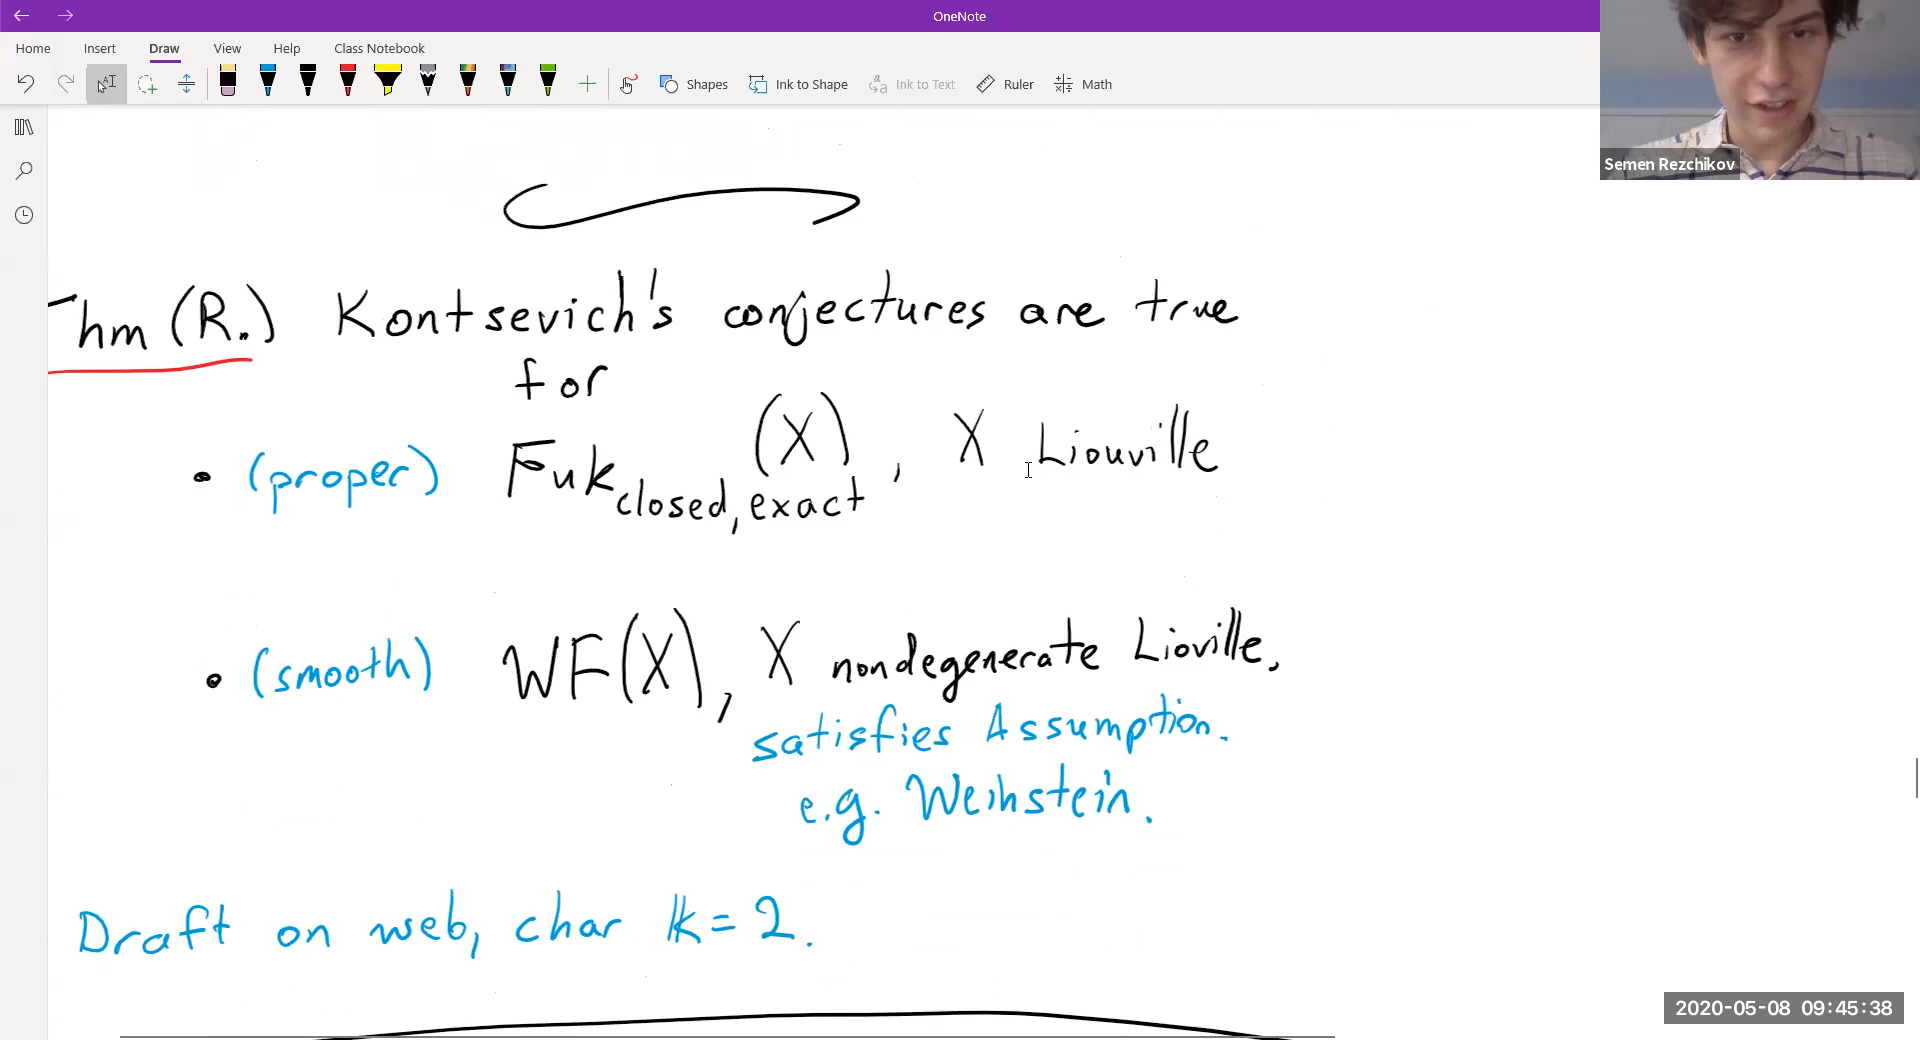 OneNote
Home Insert Draw View Help Class Notebook
Shapes Ink to Shape Ink to Text Ruler Math
Semen Rezchikov
Thm (R.) Kontsevich's conjectures are true
for
• (proper) Fuk closed, exact (X), X Liouville
• (smooth) WF(X), X nondegenerate Lioville,
satisfies Assumption.
e.g. Weinstein.
Draft on web, char 𝕜 = 2.
2020-05-08 09:45:38